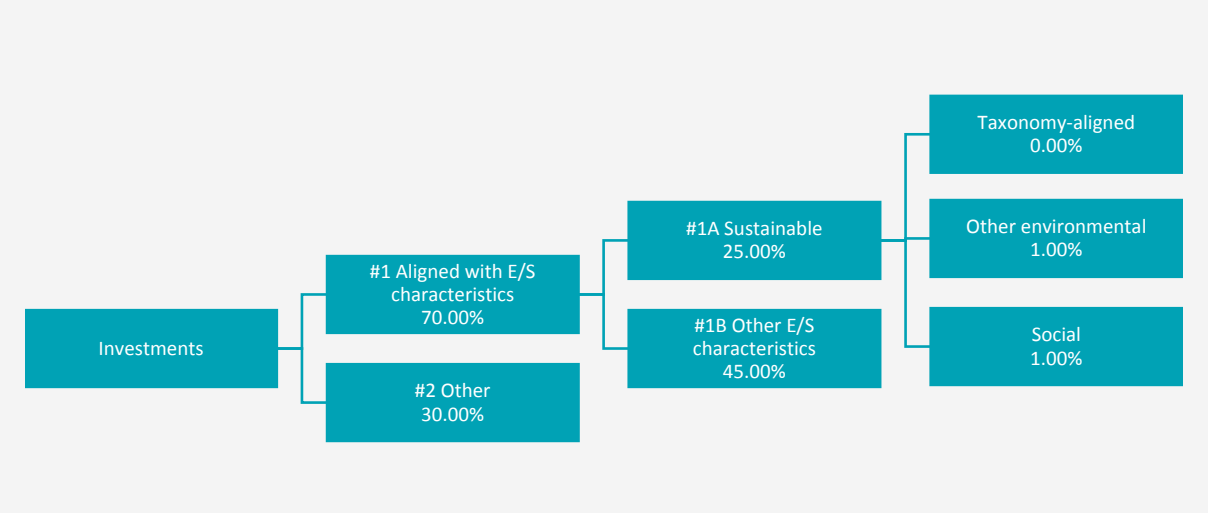 Investments
#1 Aligned with E/S
characteristics
70.00%
#2 Other
30.00%
#1A Sustainable
25.00%
#1B Other E/S
characteristics
45.00%
Taxonomy-aligned
0.00%
Other environmental
1.00%
Social
1.00%